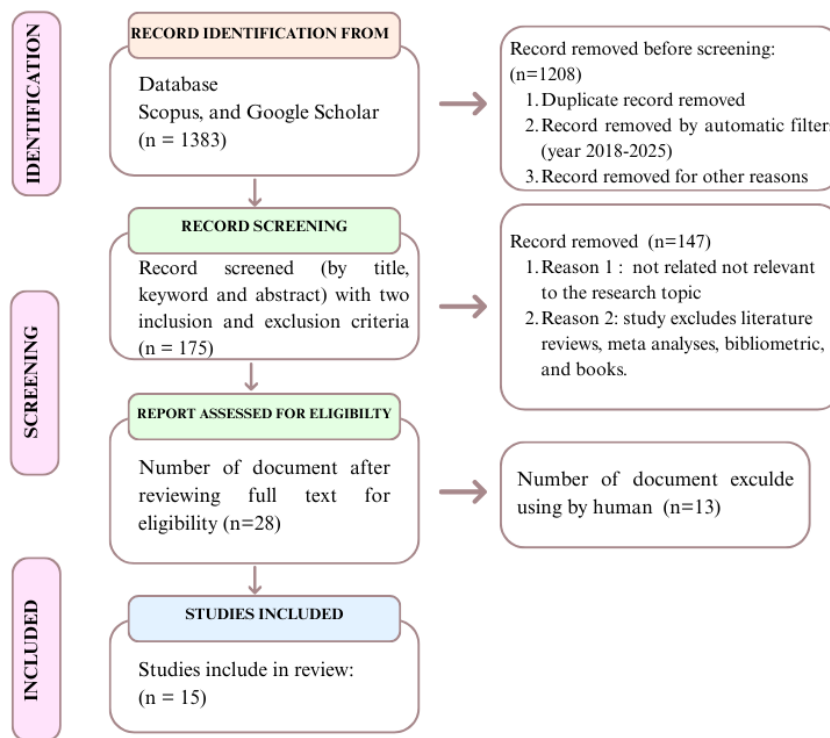 IDENTIFICATION
RECORD IDENTIFICATION FROM
Database
Scopus, and Google Scholar
(n = 1383)
Record removed before screening:
(n=1208)
1. Duplicate record removed
2. Record removed by automatic filters
(year 2018-2025)
3. Record removed for other reasons
SCREENING
RECORD SCREENING
Record screened (by title,
keyword and abstract) with two
inclusion and exclusion criteria
(n = 175)
Record removed (n=147)
1. Reason 1 : not related not relevant
to the research topic
2. Reason 2: study excludes literature
reviews, meta analyses, bibliometric,
and books.
REPORT ASSESSED FOR ELIGIBILTY
Number of document after
reviewing full text for
eligibility (n=28)
Number of document exculde
using by human (n=13)
INCLUDED
STUDIES INCLUDED
Studies include in review:
(n = 15)